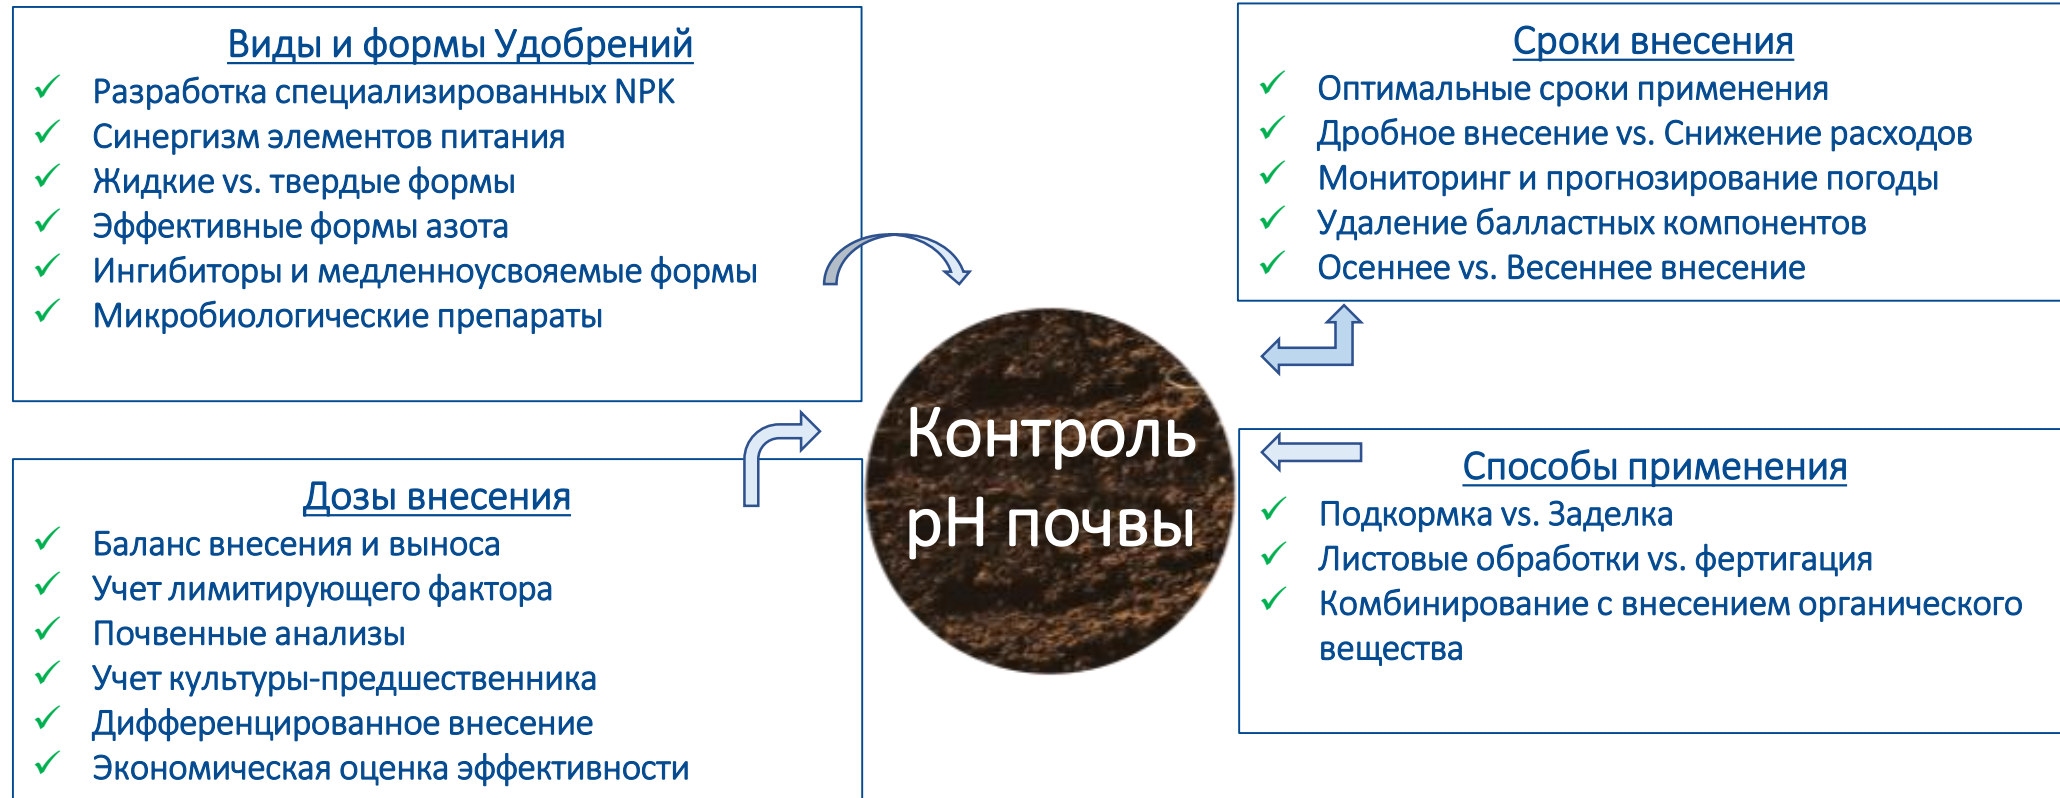 Виды и формы Удобрений
✓ Разработка специализированных NPK
✓ Синергизм элементов питания
✓ Жидкие vs. твердые формы
✓ Эффективные формы азота
✓ Ингибиторы и медленноусвояемые формы
✓ Микробиологические препараты
Сроки внесения
✓ Оптимальные сроки применения
✓ Дробное внесение vs. Снижение расходов
✓ Мониторинг и прогнозирование погоды
✓ Удаление балластных компонентов
✓ Осеннее vs. Весеннее внесение
Контроль
pH почвы
Дозы внесения
✓ Баланс внесения и выноса
✓ Учет лимитирующего фактора
✓ Почвенные анализы
✓ Учет культуры-предшественника
✓ Дифференцированное внесение
✓ Экономическая оценка эффективности
Способы применения
✓ Подкормка vs. Заделка
✓ Листовые обработки vs. фертигация
✓ Комбинирование с внесением органического
вещества